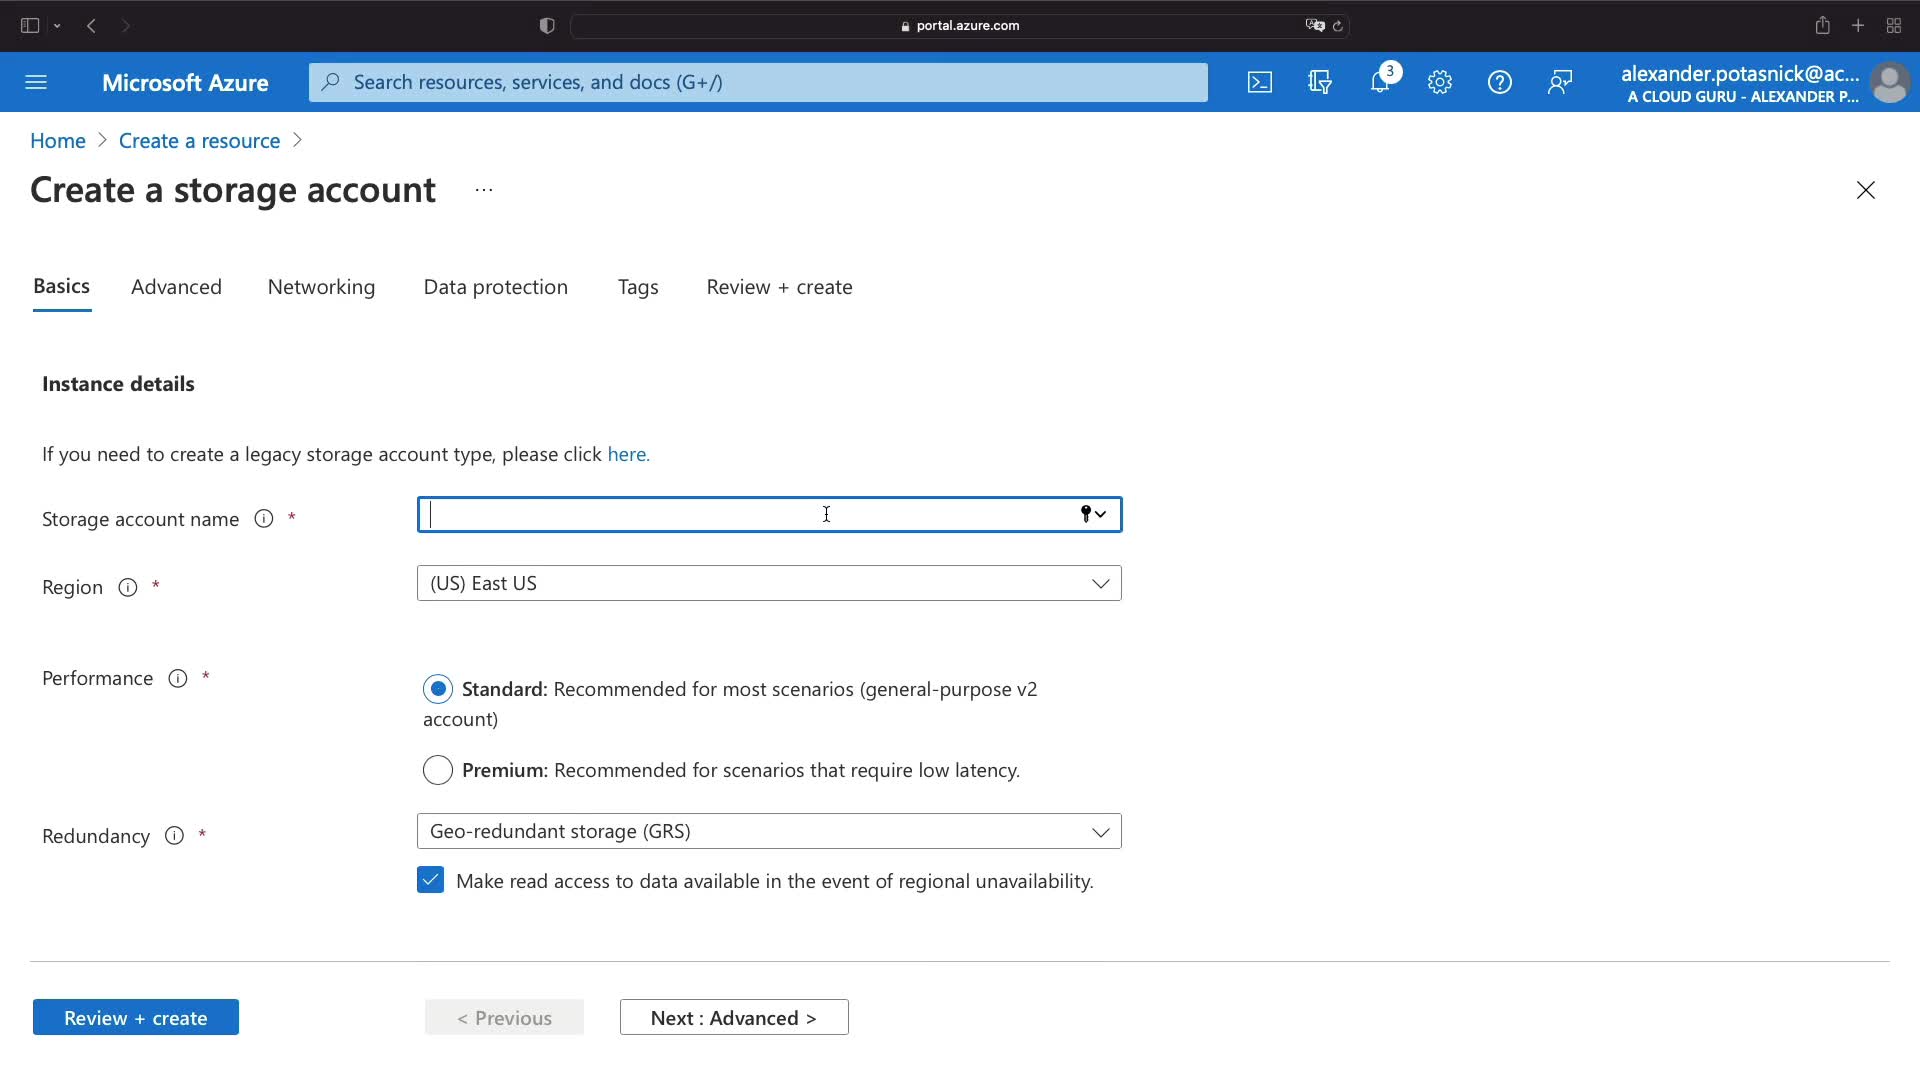 portal.azure.com
Microsoft Azure
Search resources, services, and docs (G+/)
3
alexander.potasnick@ac...
A CLOUD GURU - ALEXANDER P...
Home > Create a resource >
Create a storage account ...
Basics Advanced Networking Data protection Tags Review + create
Instance details
If you need to create a legacy storage account type, please click here.
Storage account name *
Region * (US) East US
Performance * Standard: Recommended for most scenarios (general-purpose v2
account)
Premium: Recommended for scenarios that require low latency.
Redundancy * Geo-redundant storage (GRS)
Make read access to data available in the event of regional unavailability.
Review + create < Previous Next : Advanced >